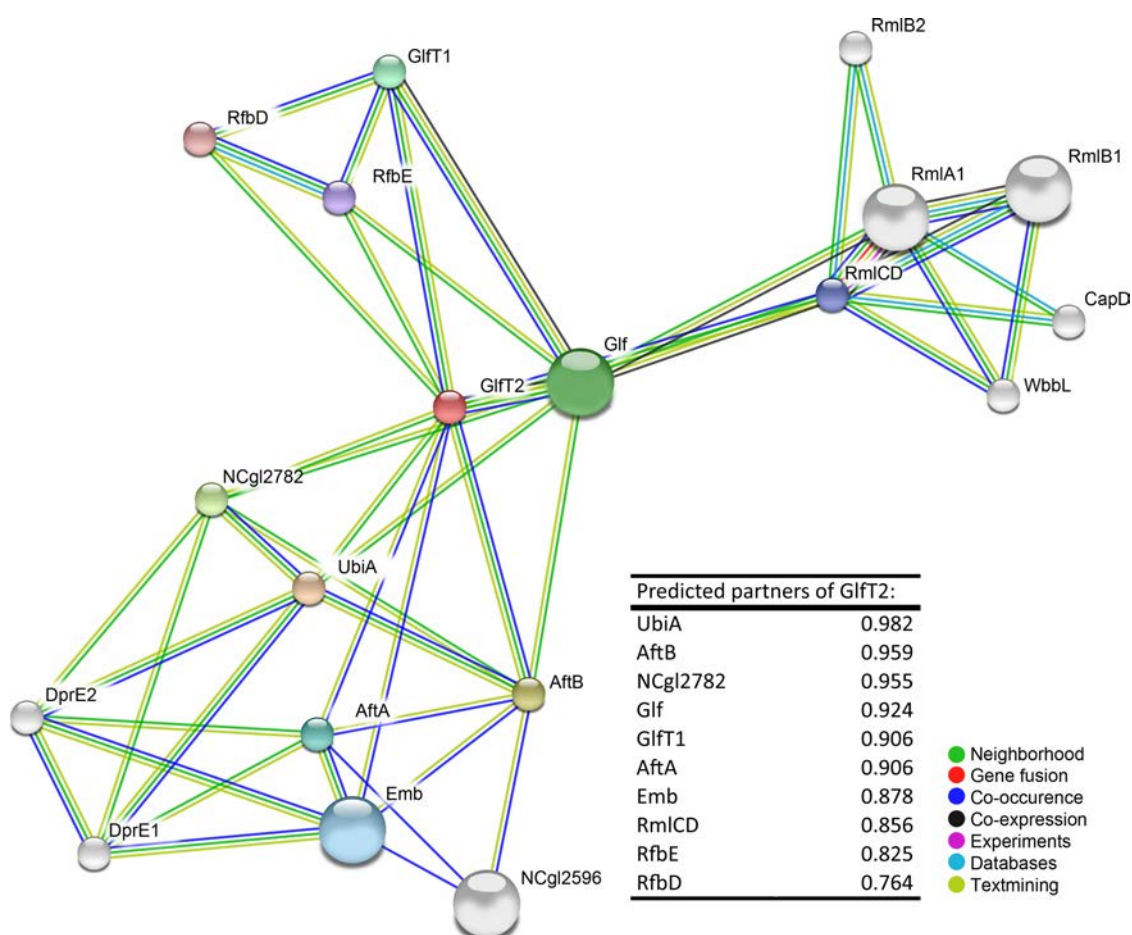 RmlB2
GlfT1
RfbD
RmlB1
RmlA1
RfbE
RmlCD
CapD
Glf
GlfT2
WbbL
NCgl2782
UbiA
Predicted partners of GlfT2:
UbiA 0.982
AftB 0.959
NCgl2782 0.955
Glf 0.924
GlfT1 0.906
AftA 0.906
Emb 0.878
RmlCD 0.856
RfbE 0.825
RfbD 0.764
DprE2
AftB
AftA
Emb
DprE1
NCgl2596
Neighborhood
Gene fusion
Co-occurence
Co-expression
Experiments
Databases
Textmining